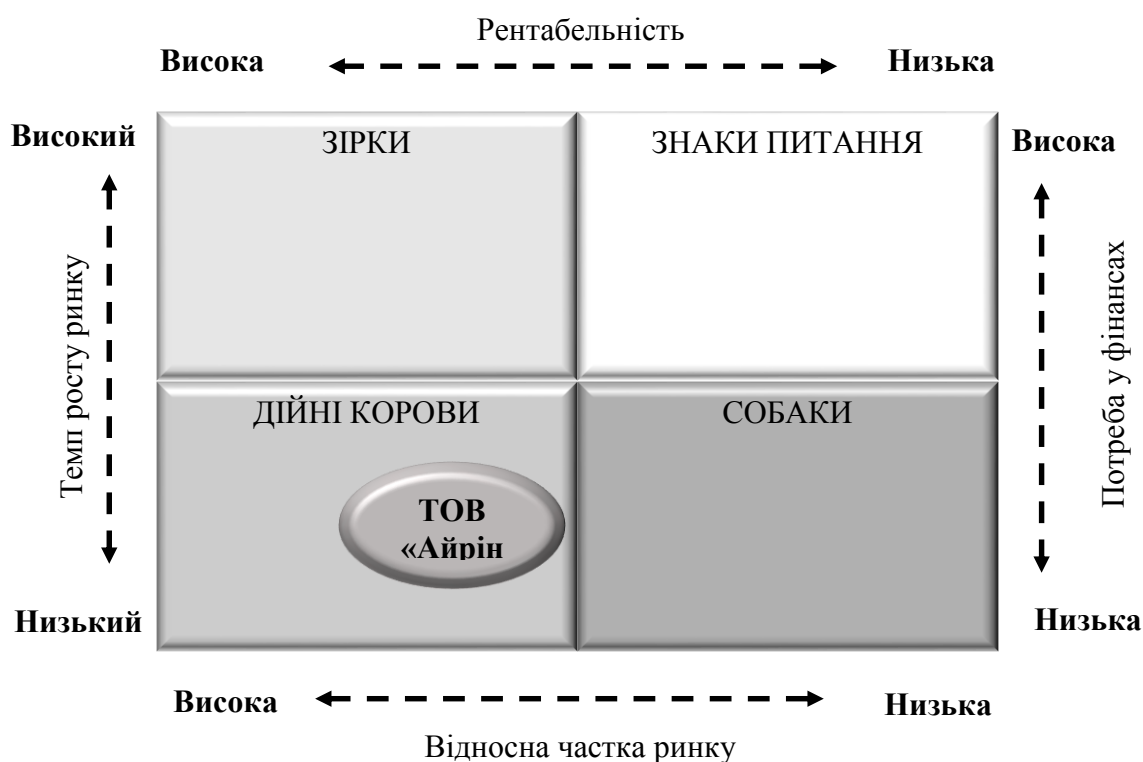 Рентабельність
Висока Низька
Високий ЗІРКИ ЗНАКИ ПИТАННЯ Висока
Темп росту ринку
Потреба у фінансах
ДІЙНІ КОРОВИ СОБАКИ
ТОВ
«Айрін
Низький Низька
Висока Низька
Відносна частка ринку